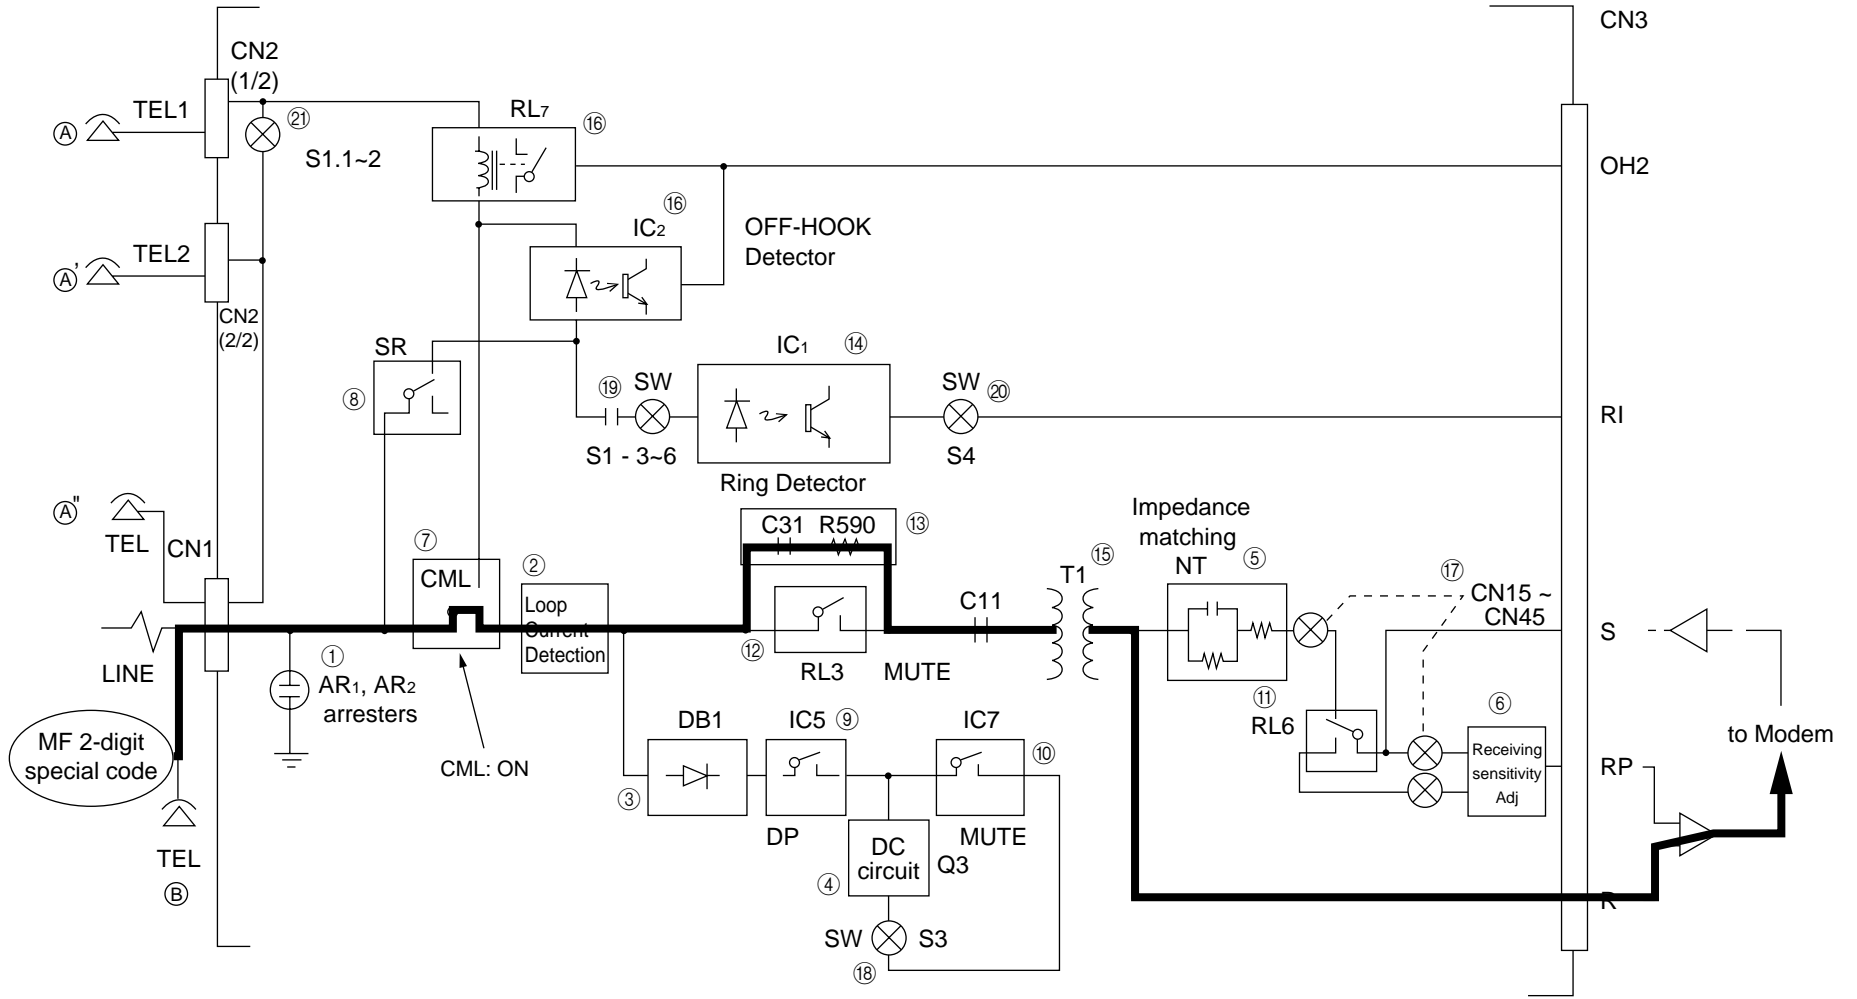 CN3
CN2
(1/2)
TEL1
Ⓐ
㉑
S1.1~2
RL7
⑯
OH2
TEL2
Ⓐ'
CN2
(2/2)
IC2
⑯
OFF-HOOK
Detector
SR
⑧
IC1
⑭
⑲
SW
S1 - 3~6
Ring Detector
SW
⑳
S4
RI
Ⓐ"
TEL
CN1
⑦
CML
②
Loop
Current
Detection
C31 R590
⑬
⑫
RL3
MUTE
C11
T1
⑮
Impedance
matching
NT
⑤
⑰
CN15 ~
CN45
S
LINE
①
AR1, AR2
arresters
CML: ON
MF 2-digit
special code
TEL
Ⓑ
DB1
③
IC5
⑨
DP
IC7
⑩
MUTE
DC
circuit
Q3
④
SW
S3
⑱
⑪
RL6
⑥
Receiving
sensitivity
Adj
RP
to Modem
R